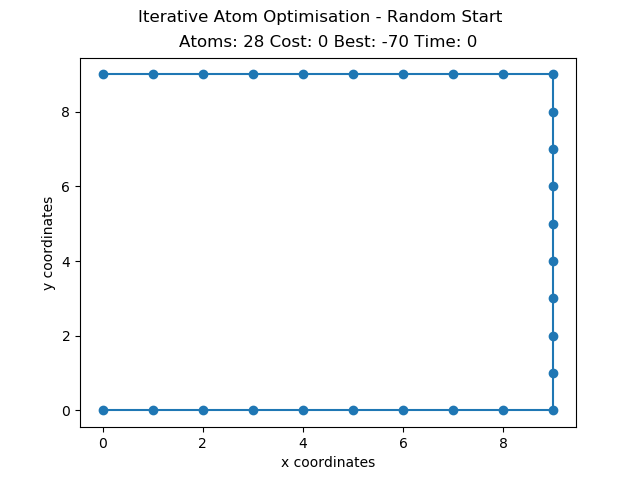 Iterative Atom Optimisation - Random Start
Atoms: 28 Cost: 0 Best: -70 Time: 0
8
6
4
2
0
y coordinates
0 2 4 6 8
x coordinates